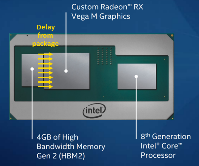 Custom Radeon™ RX
Vega M Graphics
Delay
from
package
intel
4GB of High
Bandwidth Memory
Gen 2 (HBM2)
8th Generation
Intel® Core™
Processor